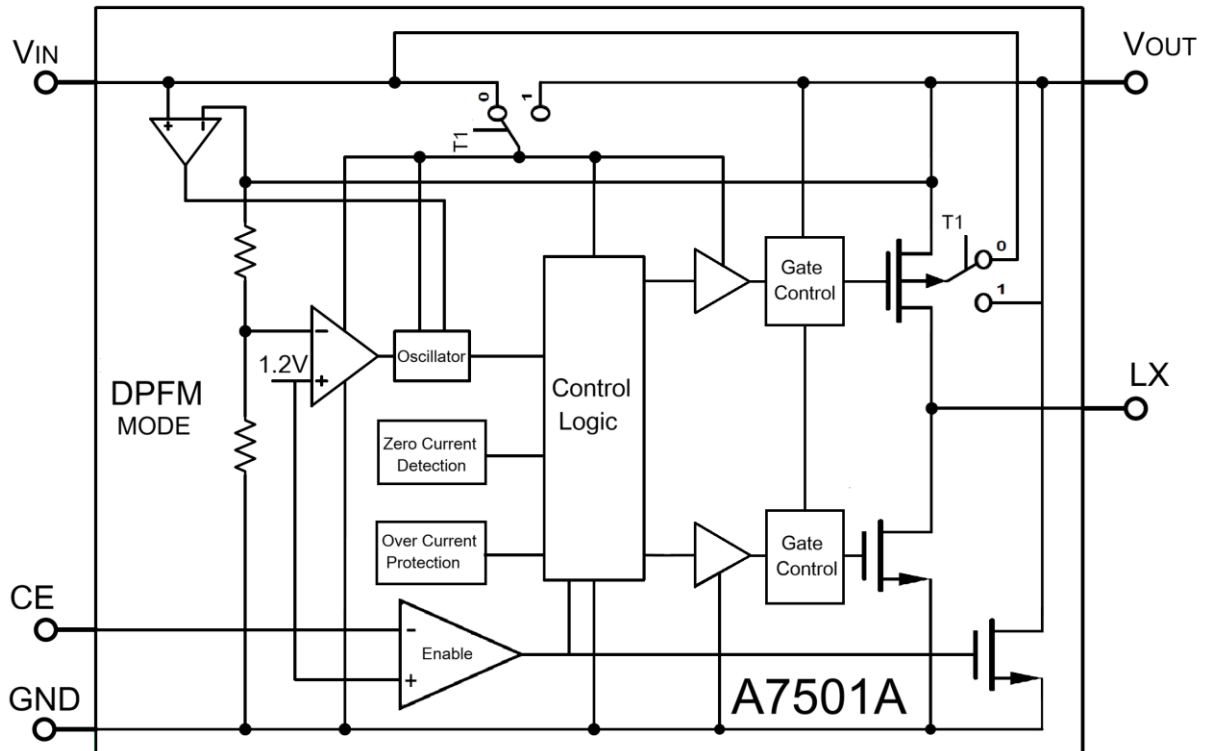 VIN
VOUT
+ −
0
1
T1
T1
0
1
Gate
Control
−
1.2V
+
Oscillator
DPFM
MODE
Control
Logic
LX
Zero Current
Detection
Over Current
Protection
Gate
Control
CE
-
Enable
+
GND
A7501A